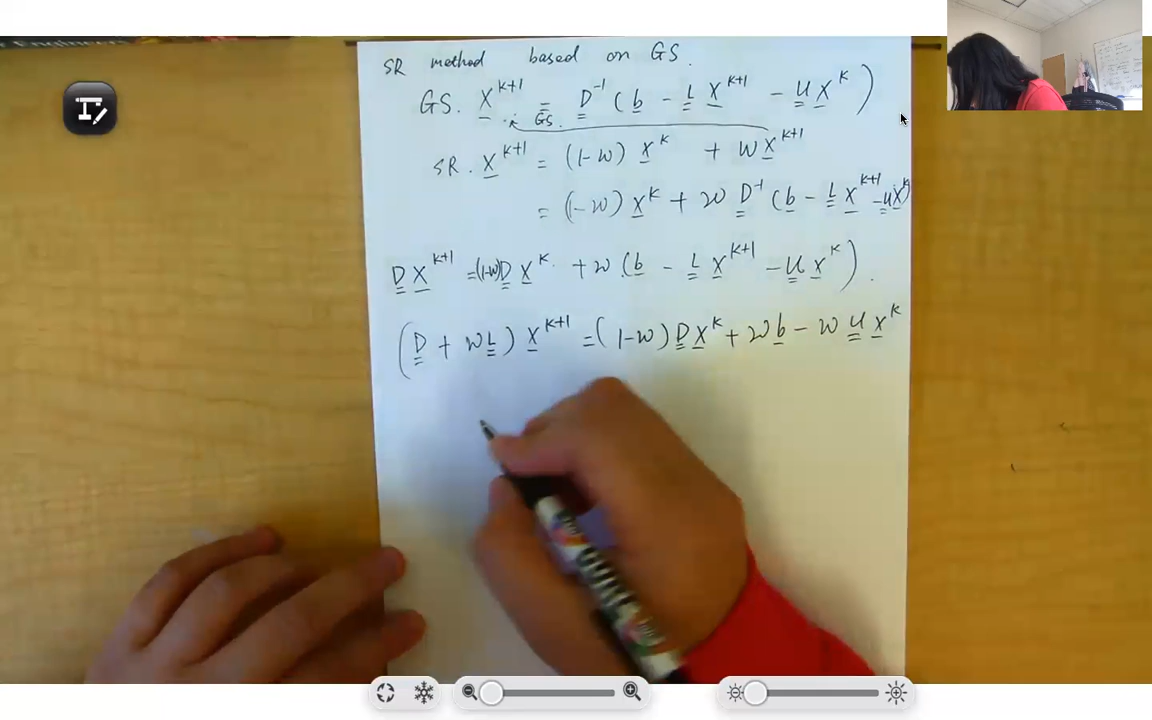 SR method based on GS.
GS. X^{k+1} =_{GS.} D^{-1} (b - L X^{k+1} - U X^k)
SR. X^{k+1} = (1-w) X^k + w X^{k+1}
= (1-w) X^k + w D^{-1} (b - L X^{k+1} - U X^k)
D X^{k+1} = (1-w) D X^k + w (b - L X^{k+1} - U X^k).
(D + w L) X^{k+1} = (1-w) D X^k + w b - w U X^k